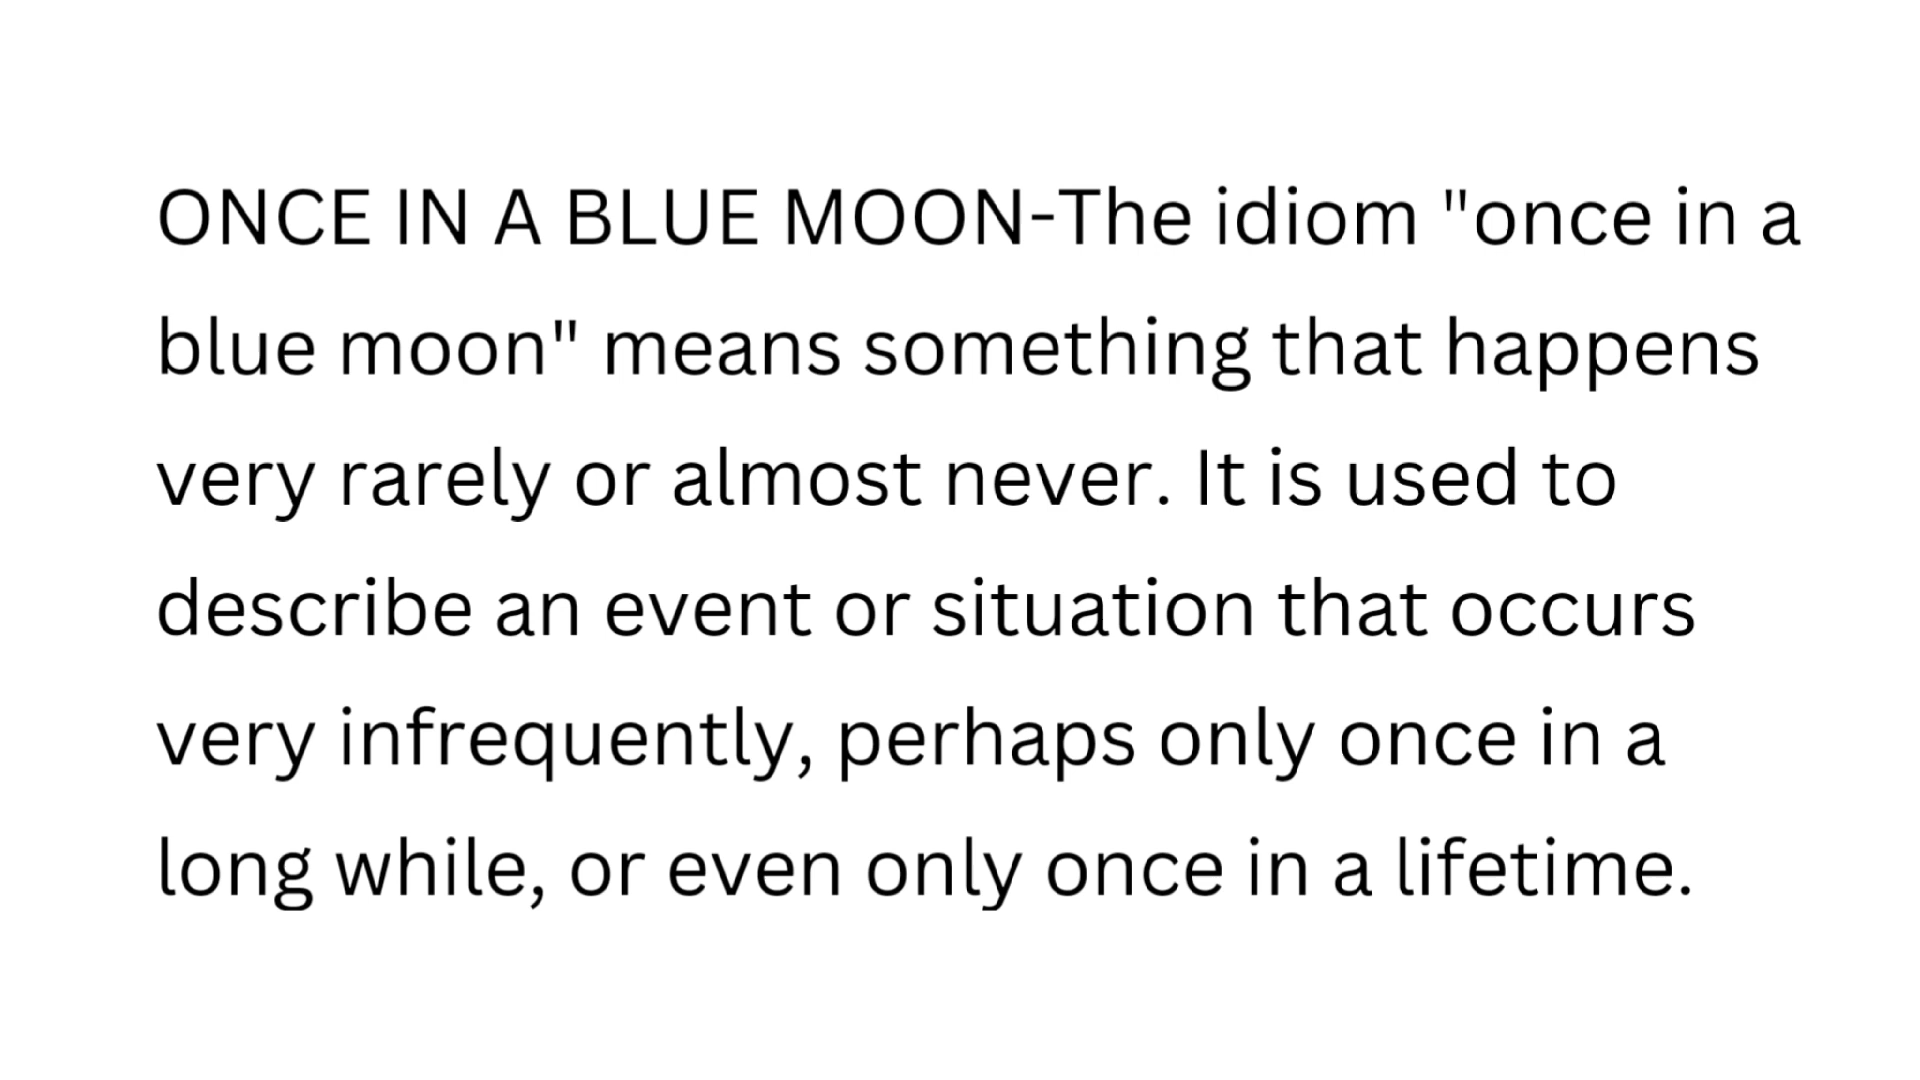 ONCE IN A BLUE MOON-The idiom "once in a
blue moon" means something that happens
very rarely or almost never. It is used to
describe an event or situation that occurs
very infrequently, perhaps only once in a
long while, or even only once in a lifetime.